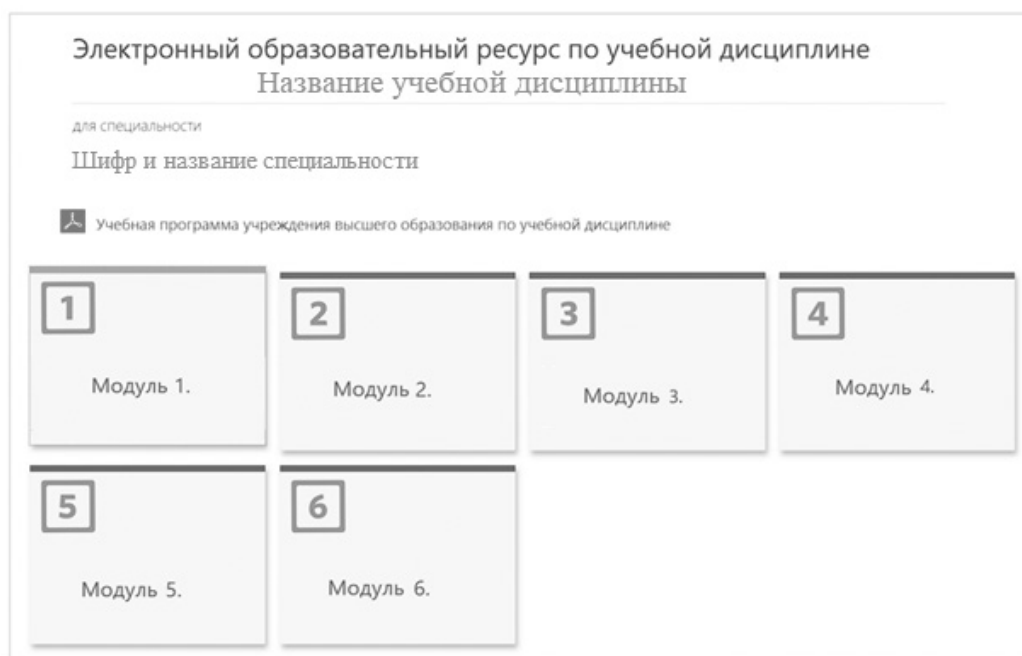 Электронный образовательный ресурс по учебной дисциплине
Название учебной дисциплины
для специальности
Шифр и название специальности
Учебная программа учреждения высшего образования по учебной дисциплине
1
2
3
4
Модуль 1.
Модуль 2.
Модуль 3.
Модуль 4.
5
6
Модуль 5.
Модуль 6.